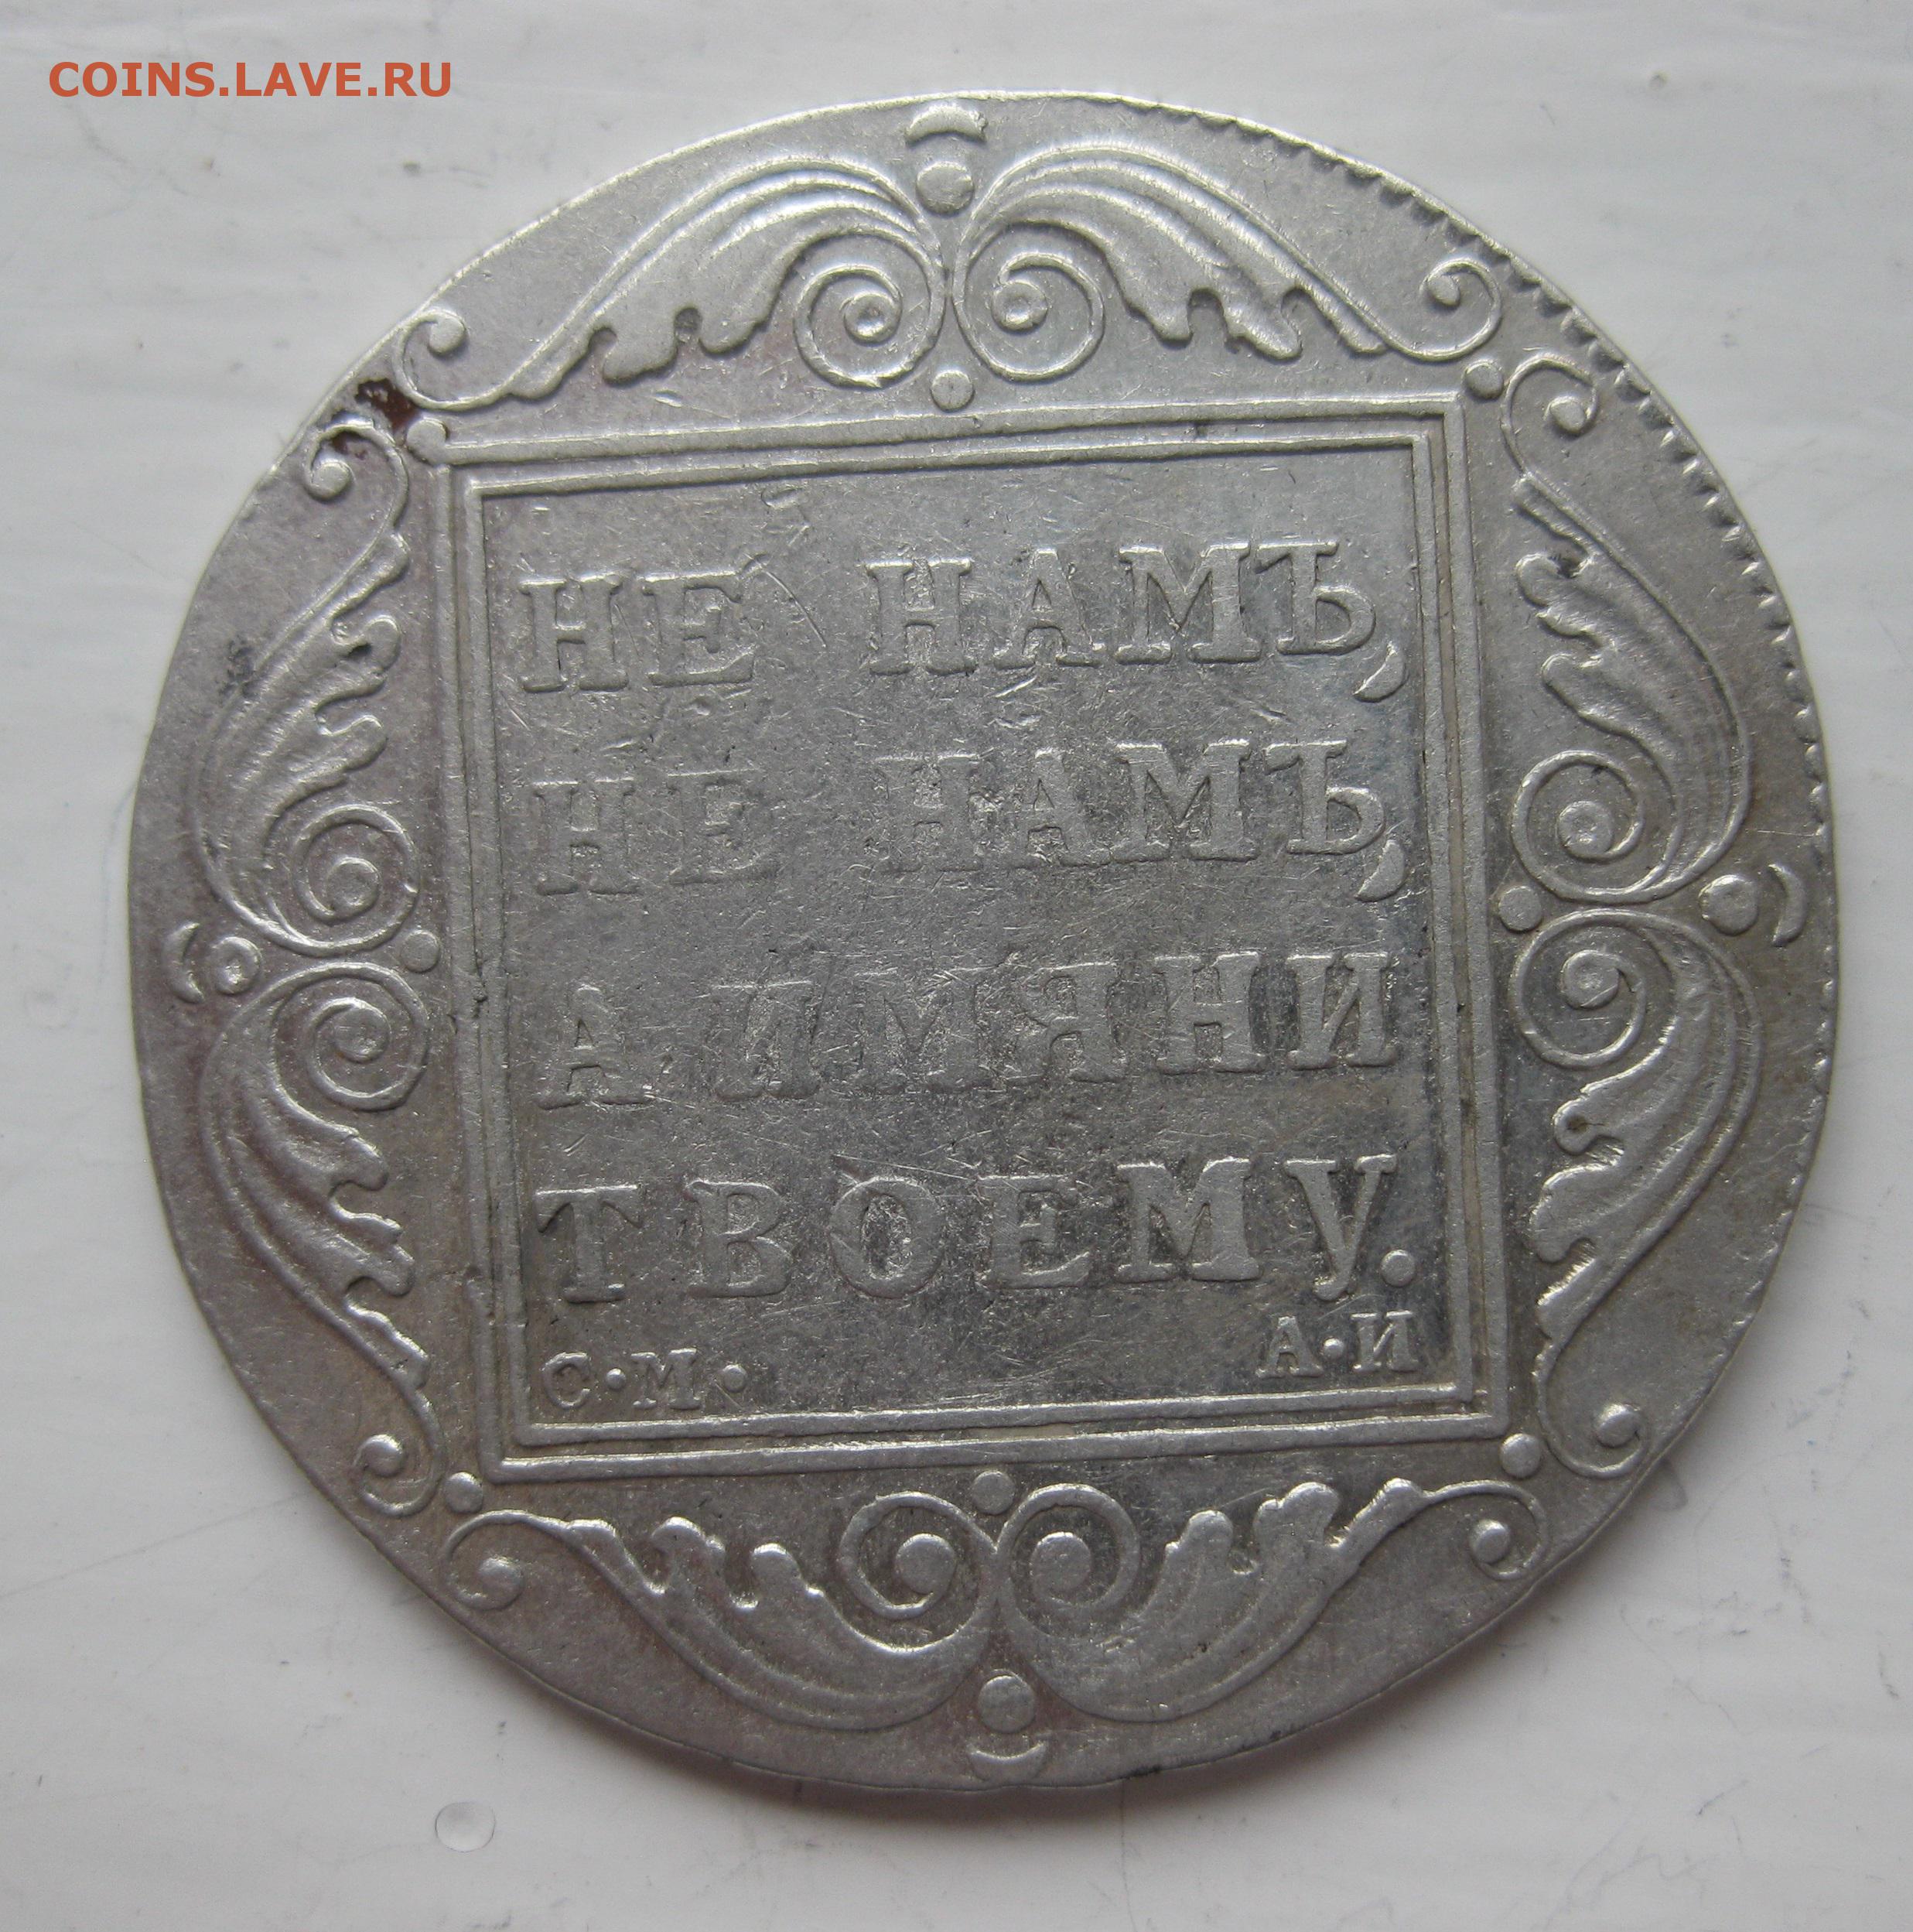 COINS.LAVE.RU
НЕ НАМЪ,
НЕ НАМЪ,
А ИМЯНИ
ТВОЕМУ.
С·М· А·И